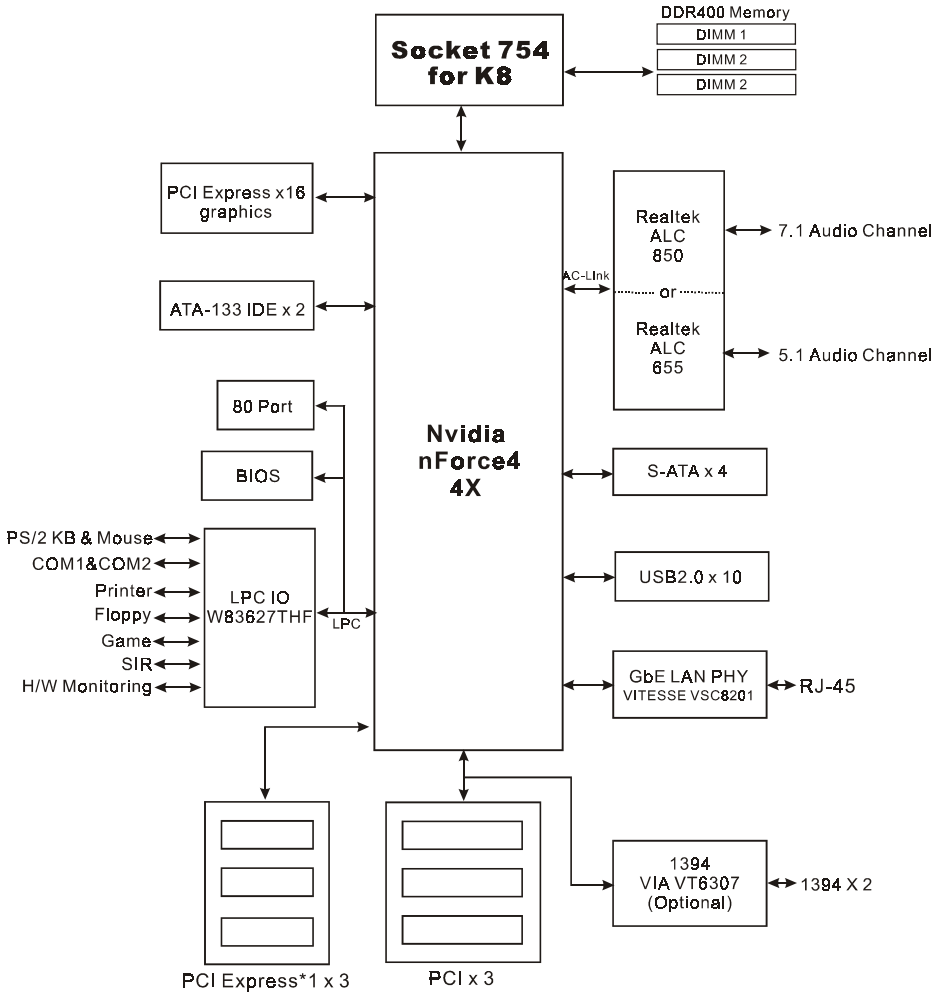 DDR400 Memory
DIMM 1
DIMM 2
DIMM 2
Socket 754
for K8
PCI Express x16
graphics
ATA-133 IDE x 2
80 Port
BIOS
PS/2 KB & Mouse
COM1&COM2
Printer
Floppy
Game
SIR
H/W Monitoring
LPC IO
W83627THF
LPC
Nvidia
nForce4
4X
AC-LInk
Realtek
ALC
850
or
Realtek
ALC
655
7.1 Audio Channel
5.1 Audio Channel
S-ATA x 4
USB2.0 x 10
GbE LAN PHY
VITESSE VSC8201
RJ-45
1394
VIA VT6307
(Optional)
1394 X 2
PCI Express*1 x 3
PCI x 3